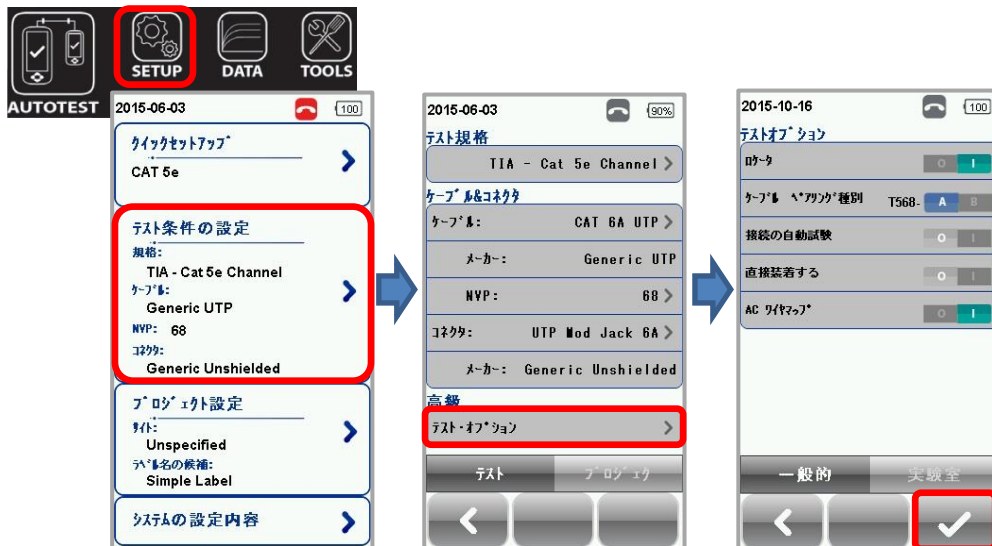 AUTOTEST
SETUP
DATA
TOOLS
2015-06-03
100
クイックセットアップ
CAT 5e
テスト条件の設定
規格:
TIA - Cat 5e Channel
ケーブル:
Generic UTP
NVP: 68
コネクタ:
Generic Unshielded
プロジェクト設定
サイト:
Unspecified
ラベル名の候補:
Simple Label
システムの設定内容
2015-06-03
90%
テスト規格
TIA - Cat 5e Channel
ケーブル&コネクタ
ケーブル: CAT 6A UTP
メーカー: Generic UTP
NVP: 68
コネクタ: UTP Mod Jack 6A
メーカー: Generic Unshielded
高級
テスト・オプション
テスト プロジェク
2015-10-16
100
テストオプション
ロケータ O I
ケーブル ペアリング種別 T568- A B
接続の自動試験 O I
直接装着する O I
AC ワイヤマップ O I
一般的 実験室